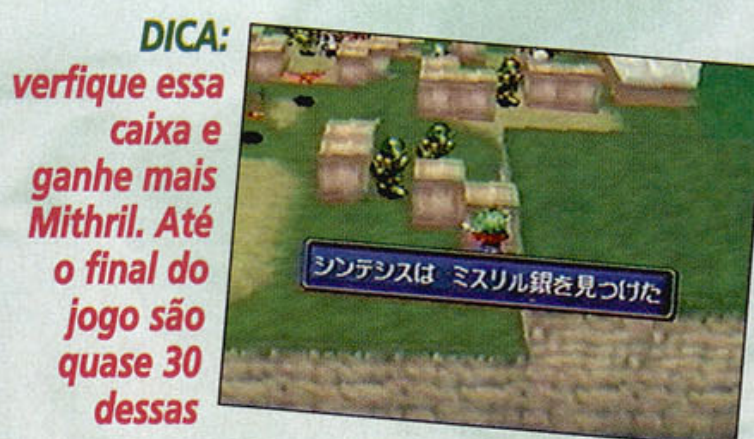 DICA:
verfique essa
caixa e
ganhe mais
Mithril. Até
o final do
jogo são
quase 30
dessas
シンテシスは ミスリル銀を見つけた